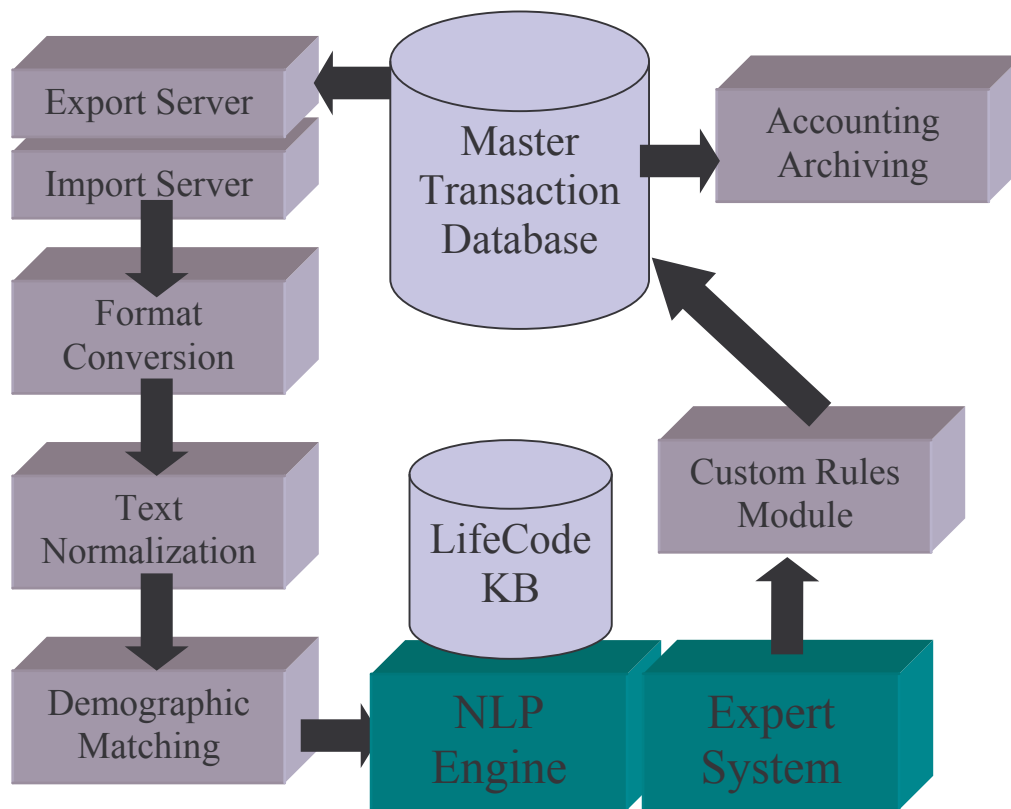 Export Server
Import Server
Format
Conversion
Text
Normalization
Demographic
Matching
Master
Transaction
Database
Accounting
Archiving
LifeCode
KB
NLP
Engine
Expert
System
Custom Rules
Module